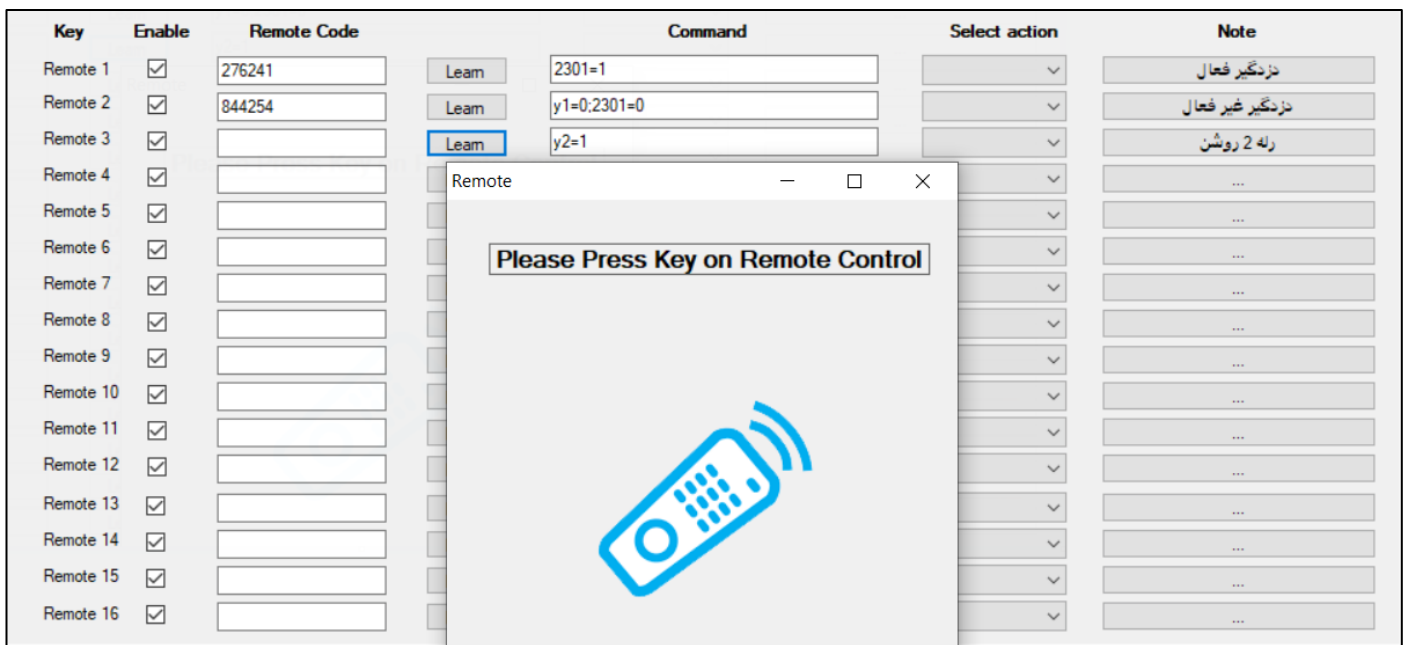 Key Enable Remote Code Command Select action Note
Remote 1 276241 Learn 2301=1 دزدگیر فعال
Remote 2 844254 Learn y1=0;2301=0 دزدگیر غیر فعال
Remote 3 Learn y2=1 رله 2 روشن
Remote 4 ...
Remote 5 ...
Remote 6 ...
Remote 7 ...
Remote 8 ...
Remote 9 ...
Remote 10 ...
Remote 11 ...
Remote 12 ...
Remote 13 ...
Remote 14 ...
Remote 15 ...
Remote 16 ...
Remote
Please Press Key on Remote Control